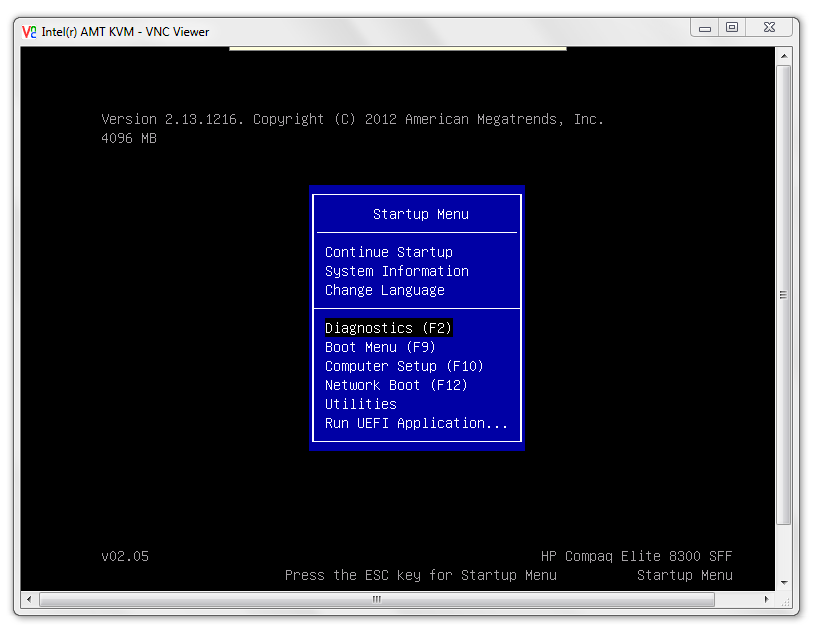 Intel(r) AMT KVM - VNC Viewer
Version 2.13.1216. Copyright (C) 2012 American Megatrends, Inc.
4096 MB
Startup Menu
Continue Startup
System Information
Change Language
Diagnostics (F2)
Boot Menu (F9)
Computer Setup (F10)
Network Boot (F12)
Utilities
Run UEFI Application...
v02.05 HP Compaq Elite 8300 SFF
Press the ESC key for Startup Menu Startup Menu